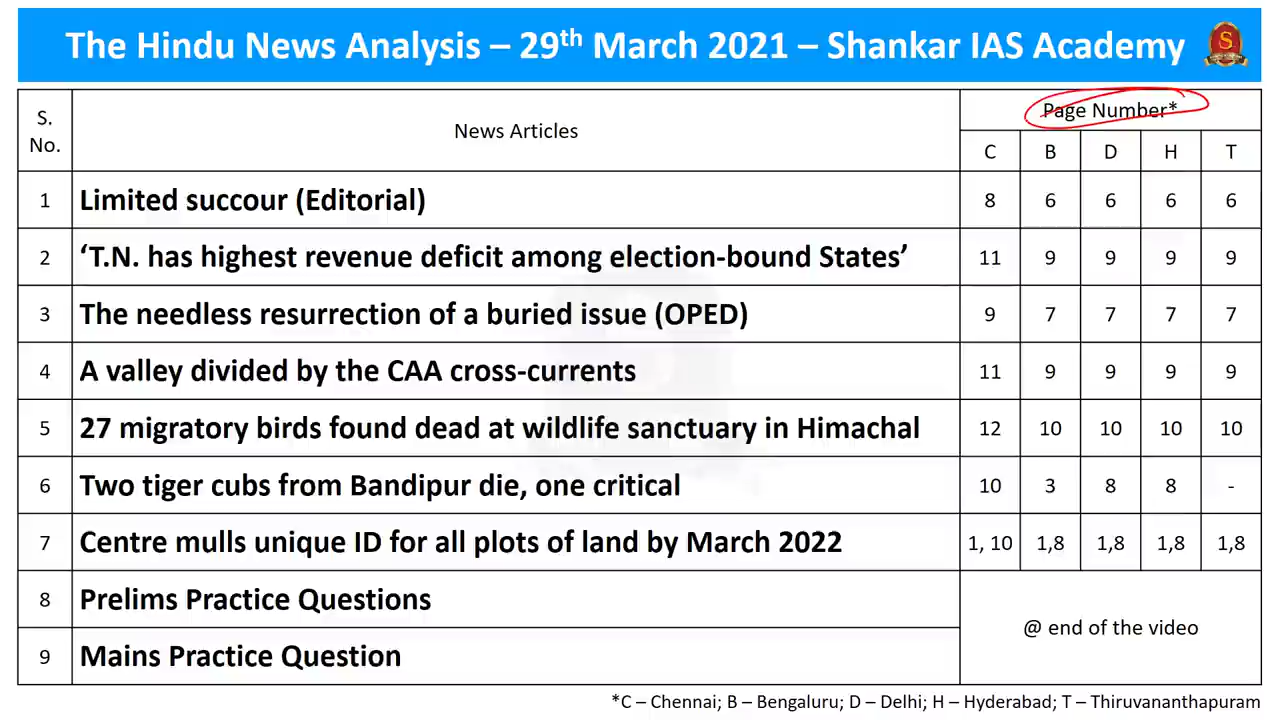 The Hindu News Analysis – 29th March 2021 – Shankar IAS Academy
S. No. News Articles Page Number*
C B D H T
1 Limited succour (Editorial) 8 6 6 6 6
2 ‘T.N. has highest revenue deficit among election-bound States’ 11 9 9 9 9
3 The needless resurrection of a buried issue (OPED) 9 7 7 7 7
4 A valley divided by the CAA cross-currents 11 9 9 9 9
5 27 migratory birds found dead at wildlife sanctuary in Himachal 12 10 10 10 10
6 Two tiger cubs from Bandipur die, one critical 10 3 8 8 -
7 Centre mulls unique ID for all plots of land by March 2022 1, 10 1,8 1,8 1,8 1,8
8 Prelims Practice Questions
@ end of the video
9 Mains Practice Question
*C – Chennai; B – Bengaluru; D – Delhi; H – Hyderabad; T – Thiruvananthapuram